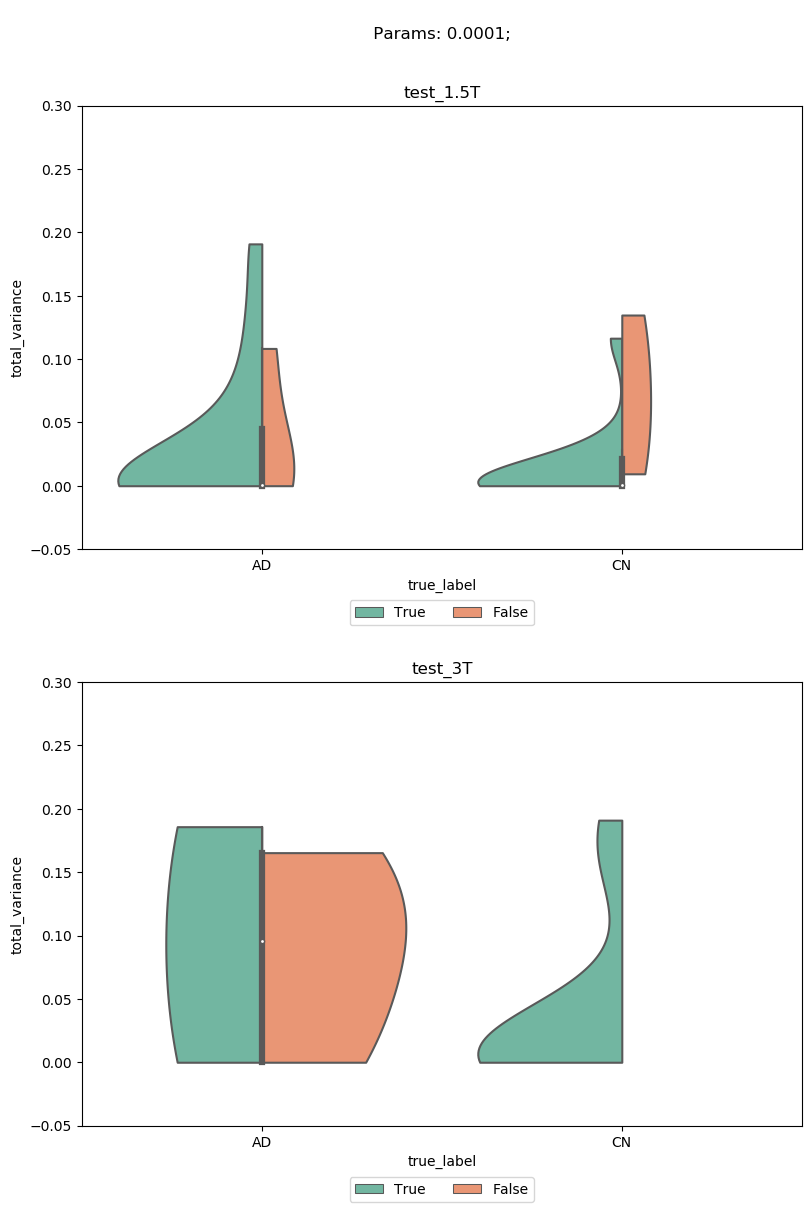 Params: 0.0001;
test_1.5T
0.30
0.25
0.20
0.15
0.10
0.05
0.00
−0.05
total_variance
AD CN
true_label
True False
test_3T
0.30
0.25
0.20
0.15
0.10
0.05
0.00
−0.05
total_variance
AD CN
true_label
True False